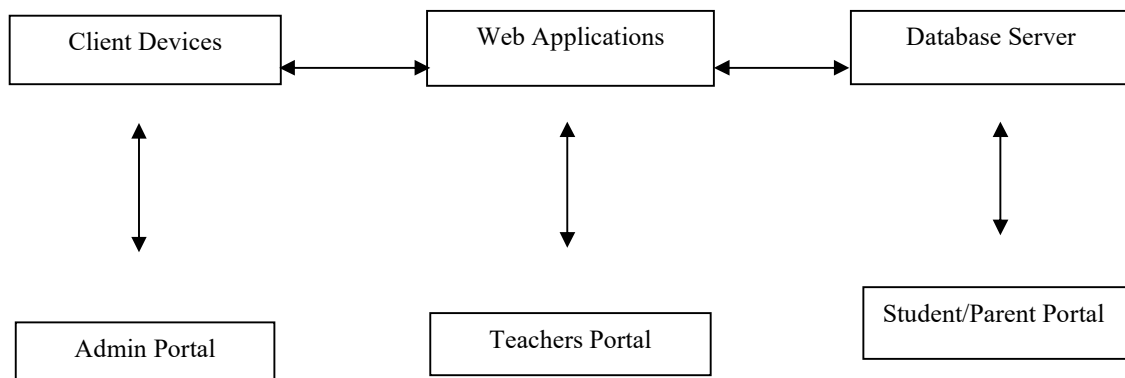 Client Devices
Web Applications
Database Server
Admin Portal
Teachers Portal
Student/Parent Portal